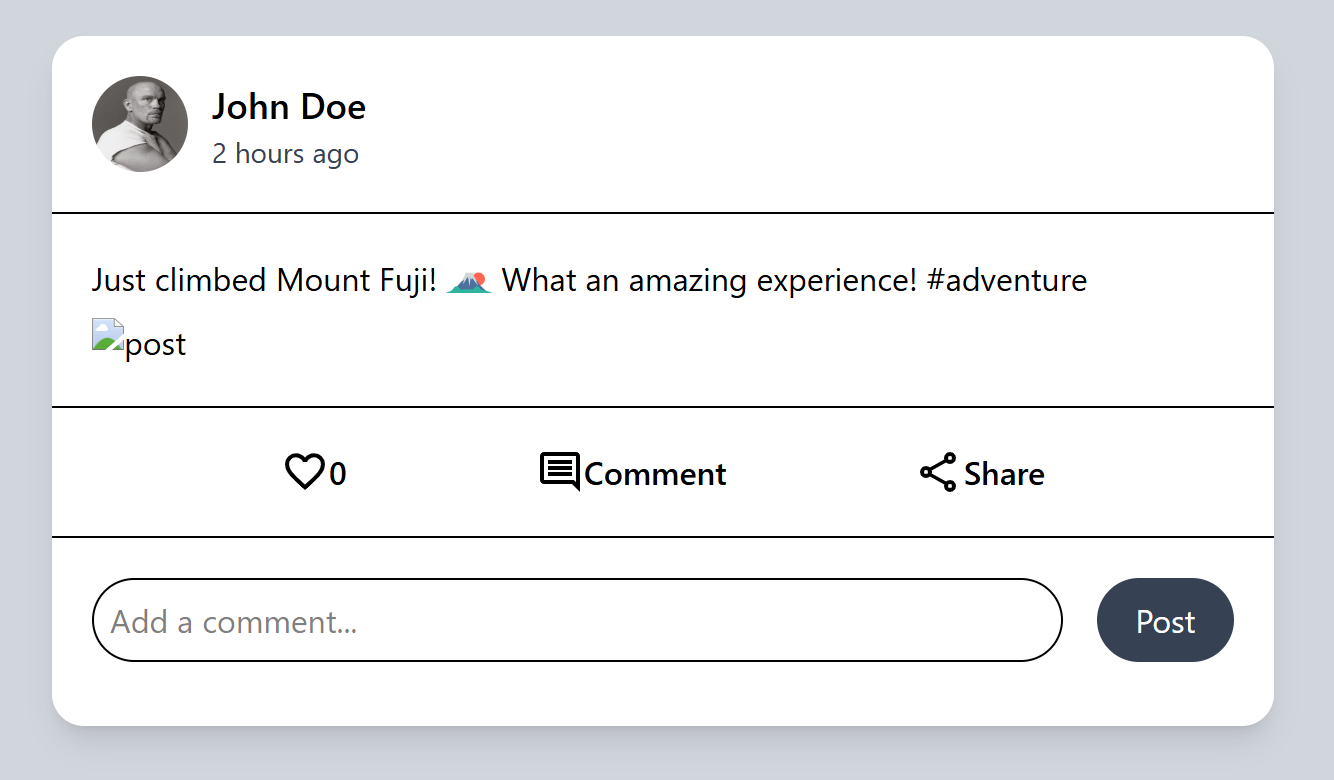 John Doe
2 hours ago
Just climbed Mount Fuji! 🗻 What an amazing experience! #adventure
post
0
Comment
Share
Add a comment...
Post